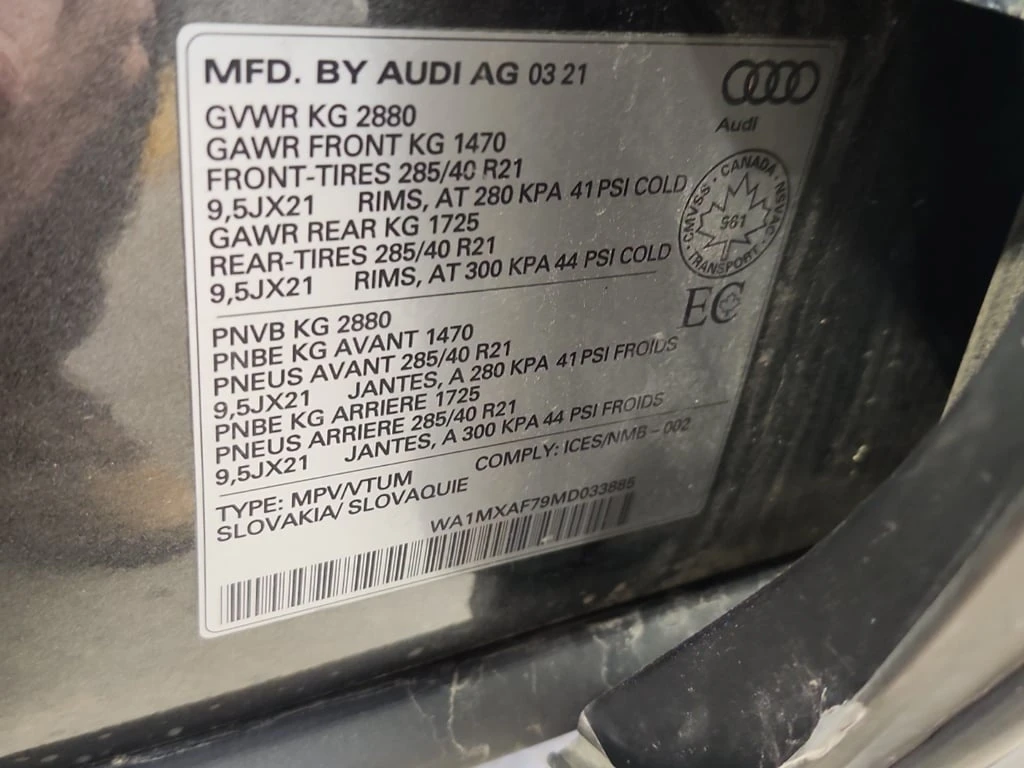 MFD. BY AUDI AG 03 21
Audi
GVWR KG 2880
GAWR FRONT KG 1470
FRONT-TIRES 285/40 R21
9,5JX21 RIMS, AT 280 KPA 41 PSI COLD
GAWR REAR KG 1725
REAR-TIRES 285/40 R21
9,5JX21 RIMS, AT 300 KPA 44 PSI COLD
CANADA
CMVSS · NSVAC
961
TRANSPORT
EC
PNVB KG 2880
PNBE KG AVANT 1470
PNEUS AVANT 285/40 R21
9,5JX21 JANTES, A 280 KPA 41 PSI FROIDS
PNBE KG ARRIERE 1725
PNEUS ARRIERE 285/40 R21
9,5JX21 JANTES, A 300 KPA 44 PSI FROIDS
TYPE: MPV/VTUM COMPLY: ICES/NMB-002
SLOVAKIA/ SLOVAQUIE
WA1MXAF79MD033885